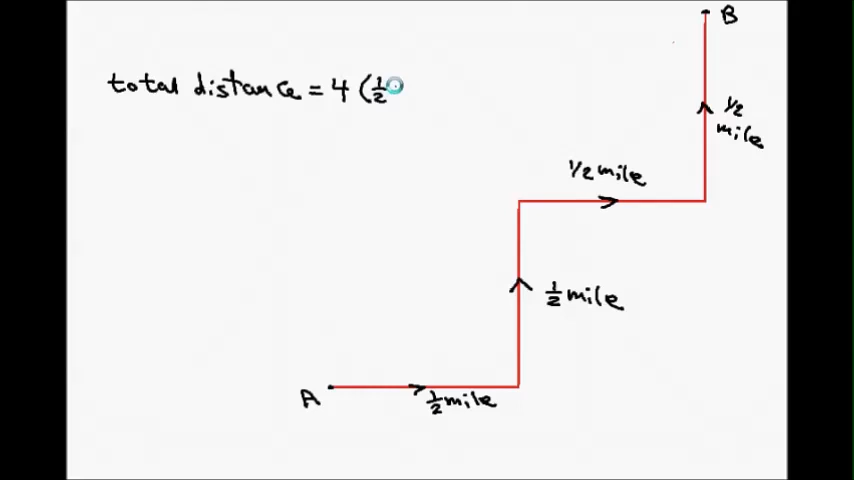 B
total distance = 4 (1/2
1/2
mile
1/2 mile
1/2 mile
A
1/2 mile